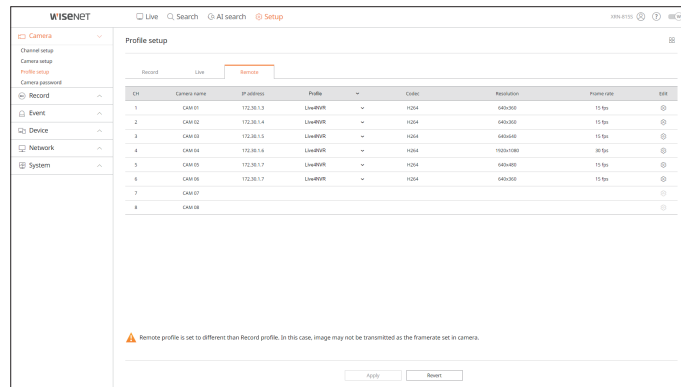 WISENET
Live Search AI search Setup
XRN-815S
Camera
Channel setup
Camera setup
Profile setup
Camera password
Record
Event
Device
Network
System
Profile setup
Record Live Remote
CH Camera name IP address Profile Codec Resolution Frame rate Edit
1 CAM 01 172.30.1.3 Live4NVR H264 640x360 15 fps
2 CAM 02 172.30.1.4 Live4NVR H264 640x360 15 fps
3 CAM 03 172.30.1.5 Live4NVR H264 640x640 15 fps
4 CAM 04 172.30.1.6 Live4NVR H264 1920x1080 30 fps
5 CAM 05 172.30.1.7 Live4NVR H264 640x480 15 fps
6 CAM 06 172.30.1.7 Live4NVR H264 640x360 15 fps
7 CAM 07
8 CAM 08
Remote profile is set to different than Record profile. In this case, image may not be transmitted as the framerate set in camera.
Apply Revert